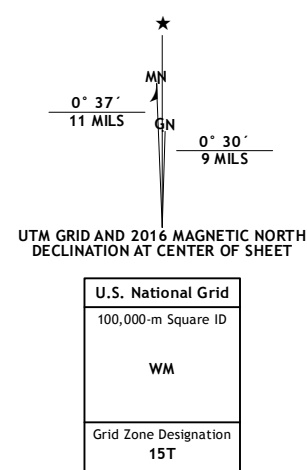 ★
MN
0° 37´
11 MILS
GN
0° 30´
9 MILS
UTM GRID AND 2016 MAGNETIC NORTH
DECLINATION AT CENTER OF SHEET
U.S. National Grid
100,000-m Square ID
WM
Grid Zone Designation
15T